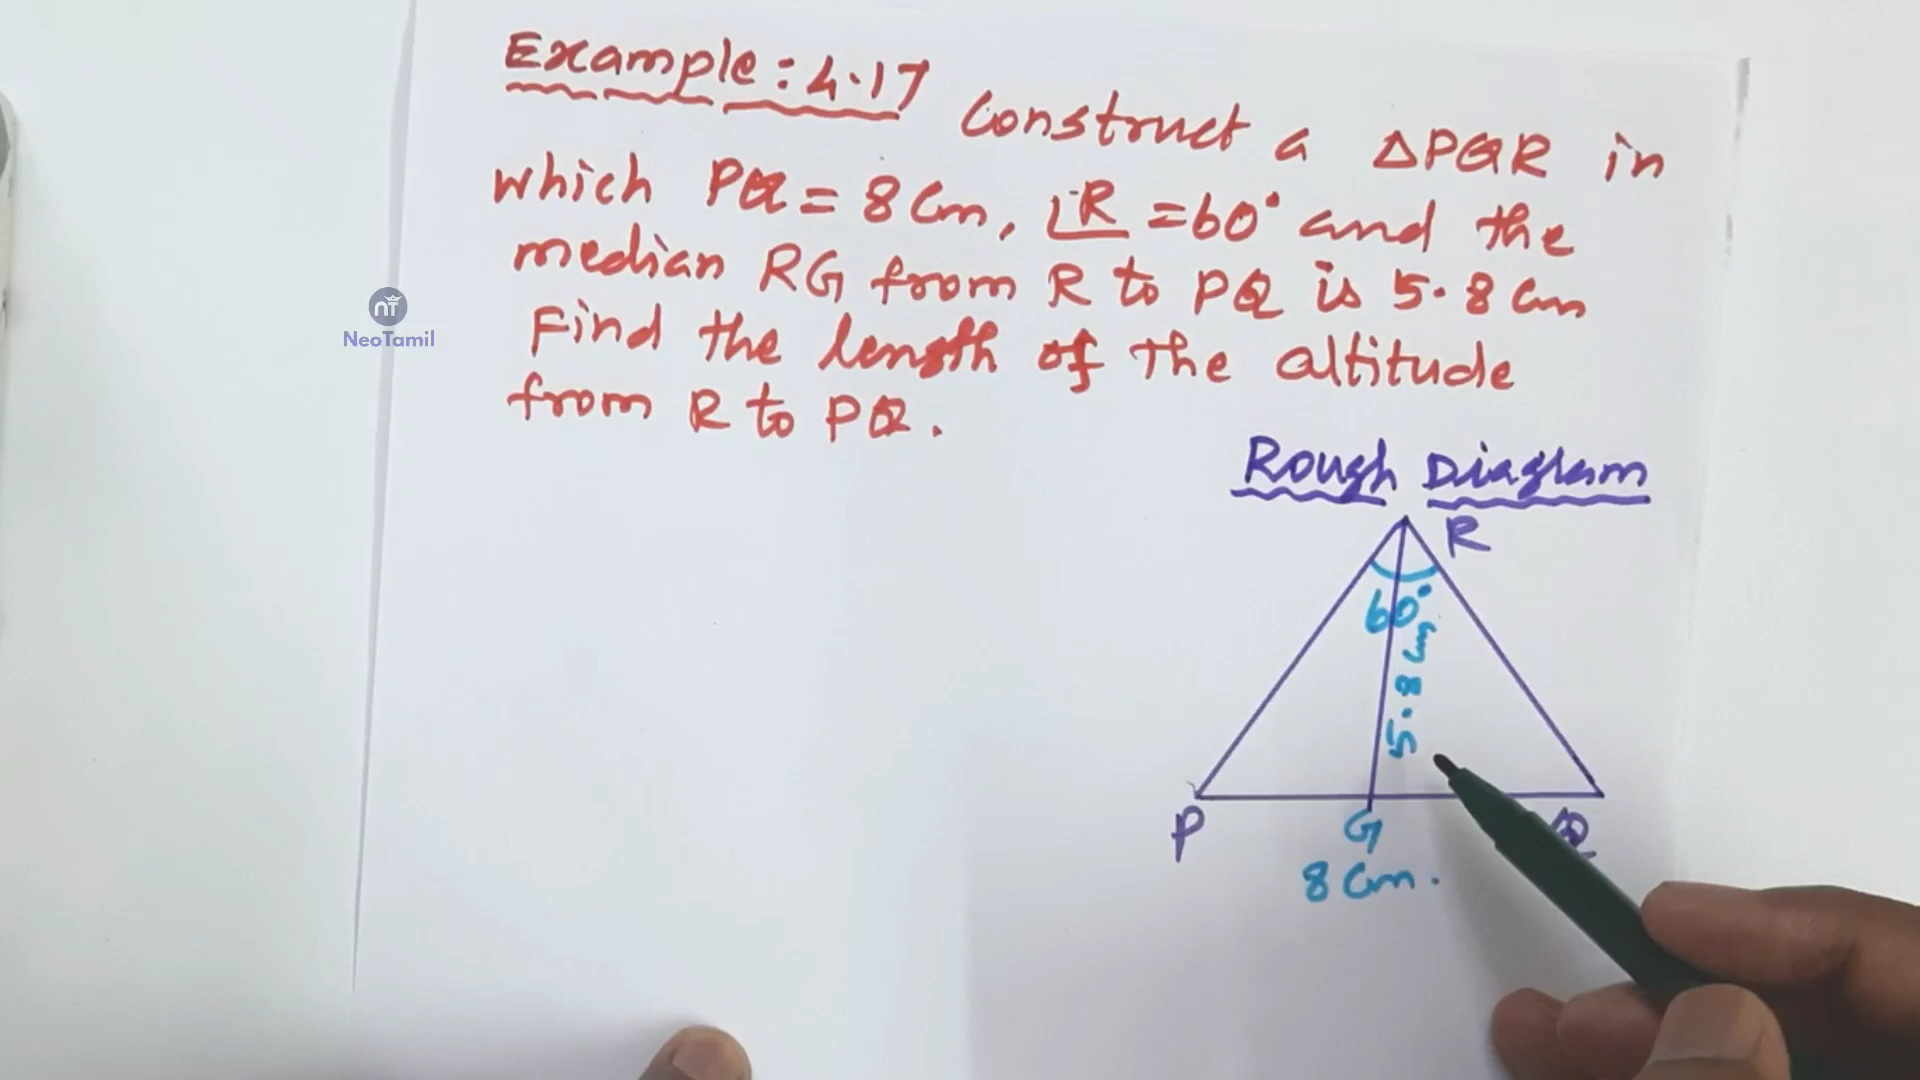 Example: 4.17 Construct a △PQR in
which PQ = 8 Cm, ∠R = 60° and the
median RG from R to PQ is 5.8 Cm
Find the length of the altitude
from R to PQ.
NT
NeoTamil
Rough Diagram
R
60°
5.8 Cm
P
G
Q
8 Cm.